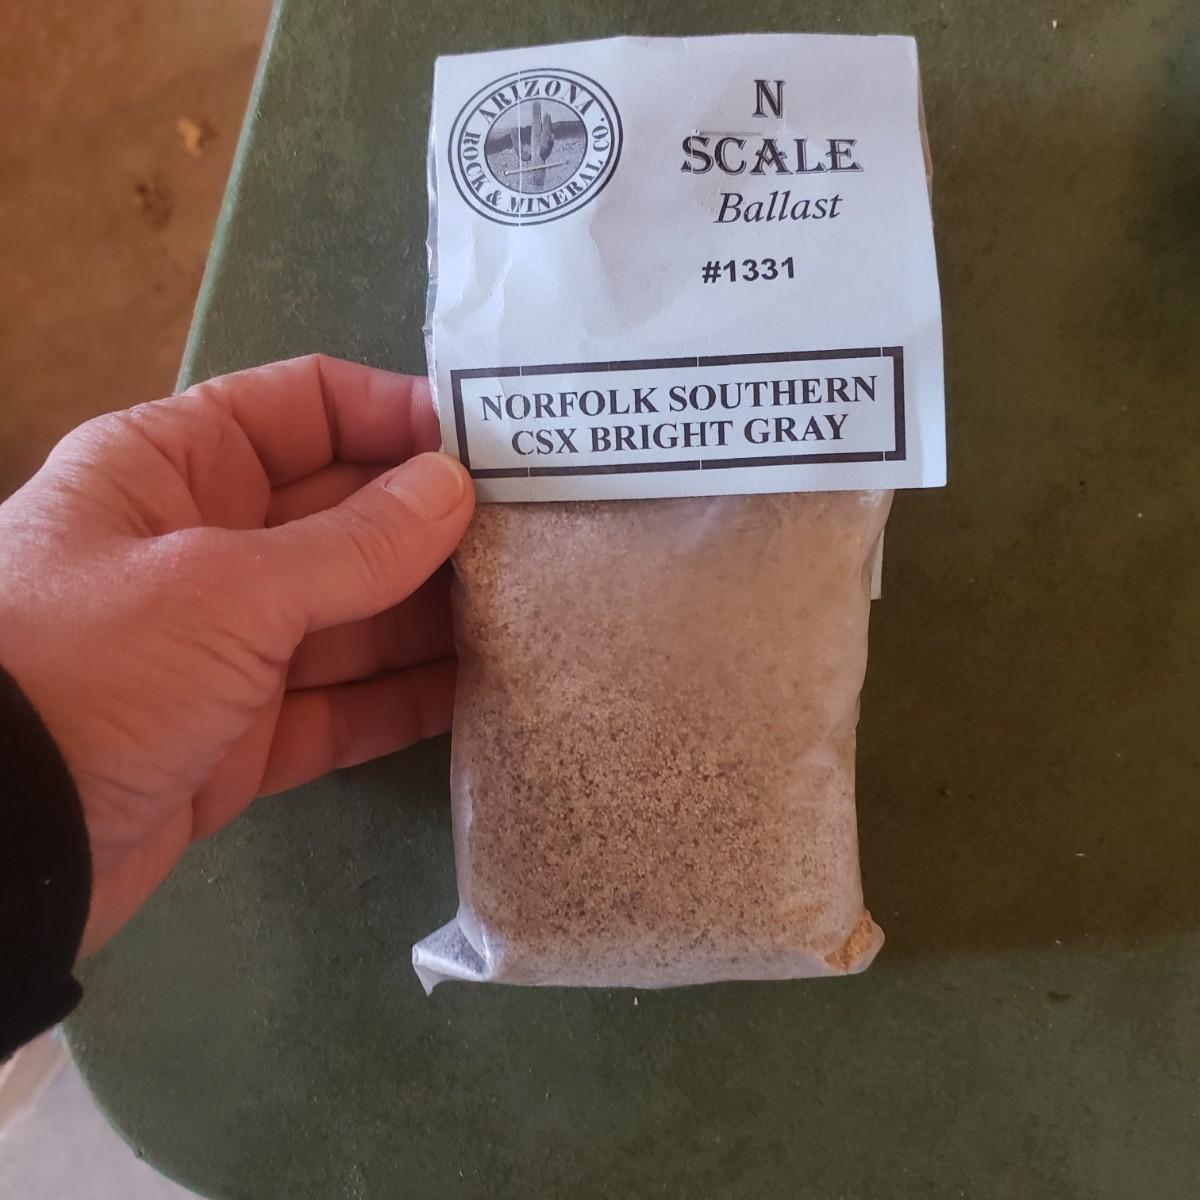 ARIZONA
ROCK & MINERAL CO.
N
SCALE
Ballast
#1331
NORFOLK SOUTHERN
CSX BRIGHT GRAY